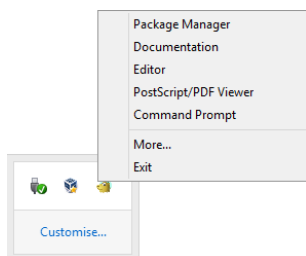 Package Manager
Documentation
Editor
PostScript/PDF Viewer
Command Prompt
More...
Exit
Customise...